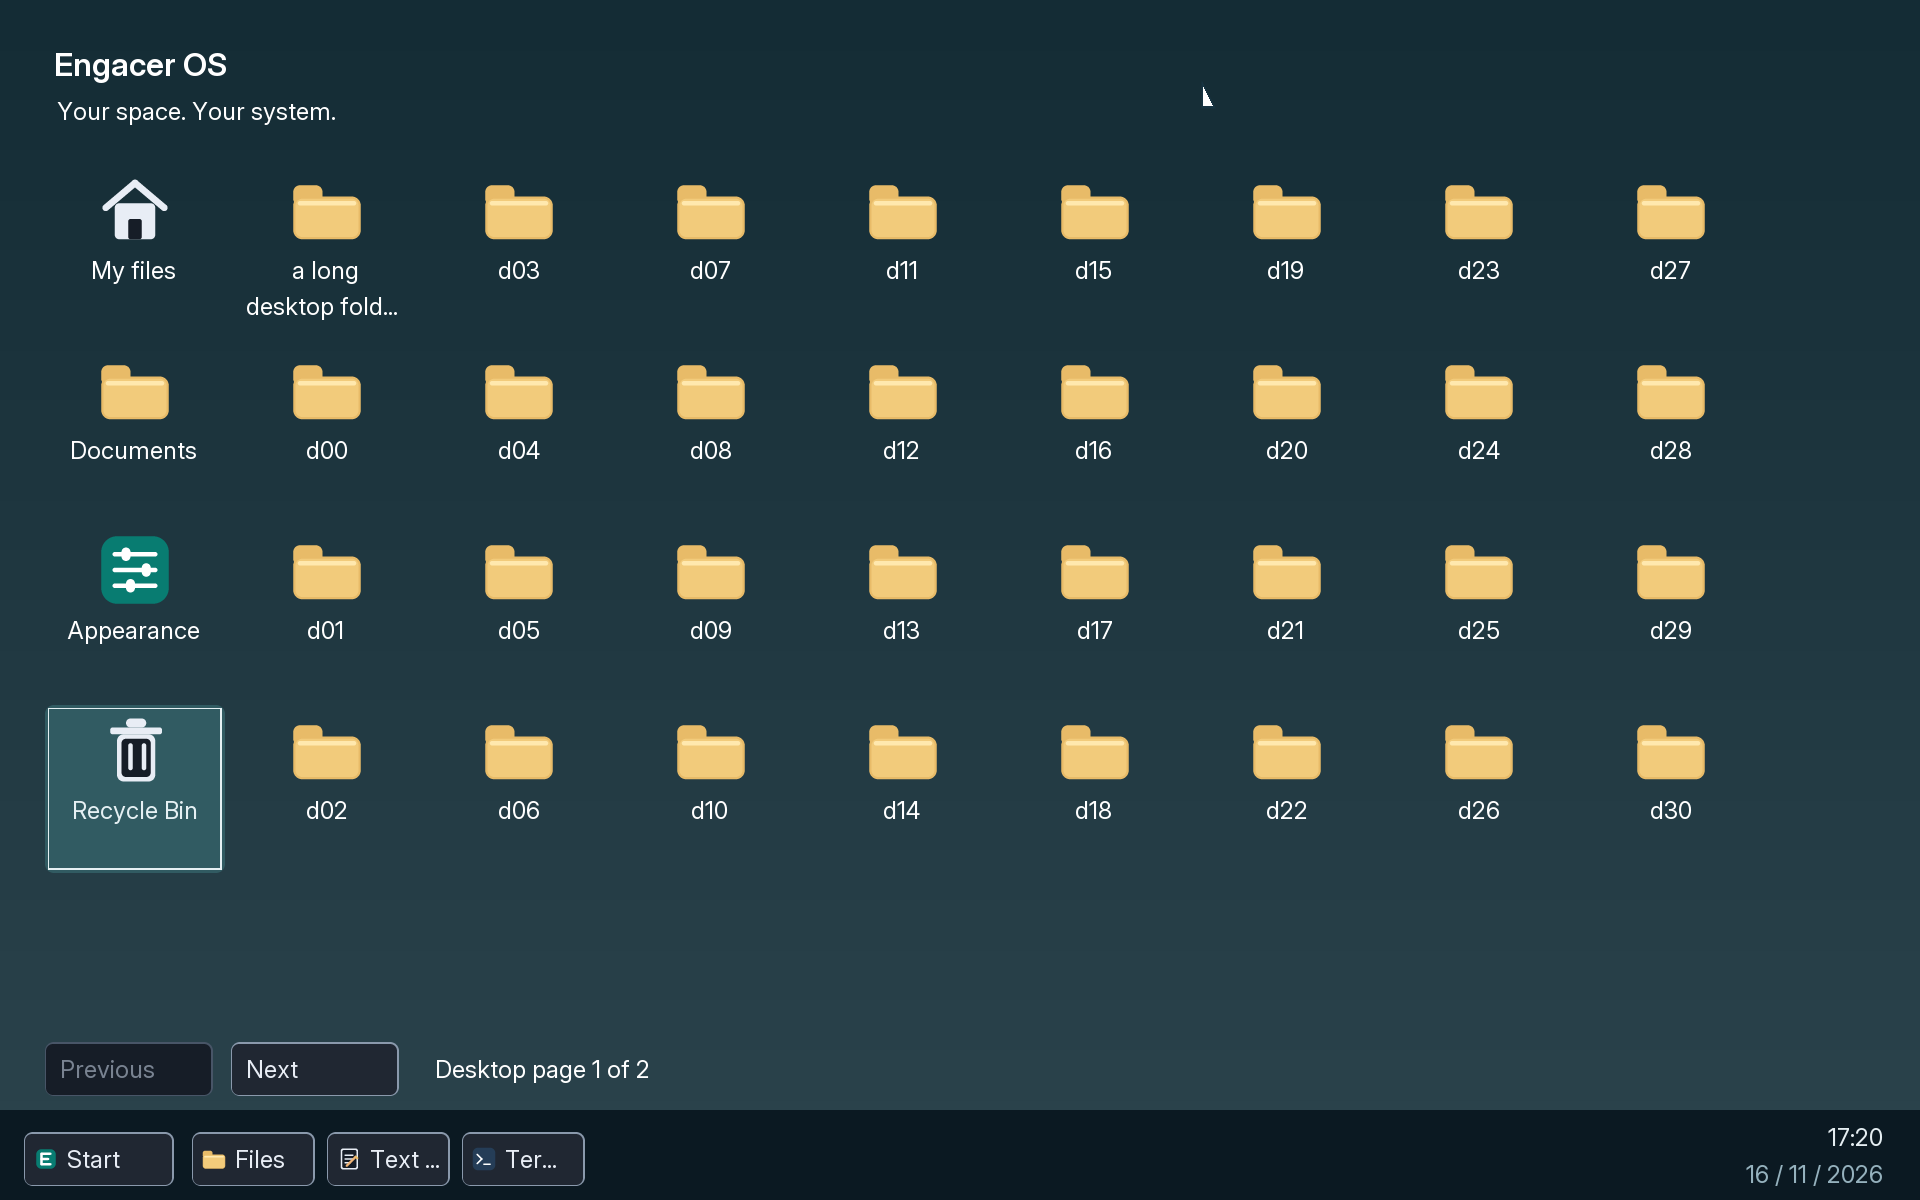 Engacer OS
Your space. Your system.
My files
a long
desktop fold...
d03
d07
d11
d15
d19
d23
d27
Documents
d00
d04
d08
d12
d16
d20
d24
d28
Appearance
d01
d05
d09
d13
d17
d21
d25
d29
Recycle Bin
d02
d06
d10
d14
d18
d22
d26
d30
Previous
Next
Desktop page 1 of 2
Start
Files
Text ...
Ter...
17:20
16 / 11 / 2026